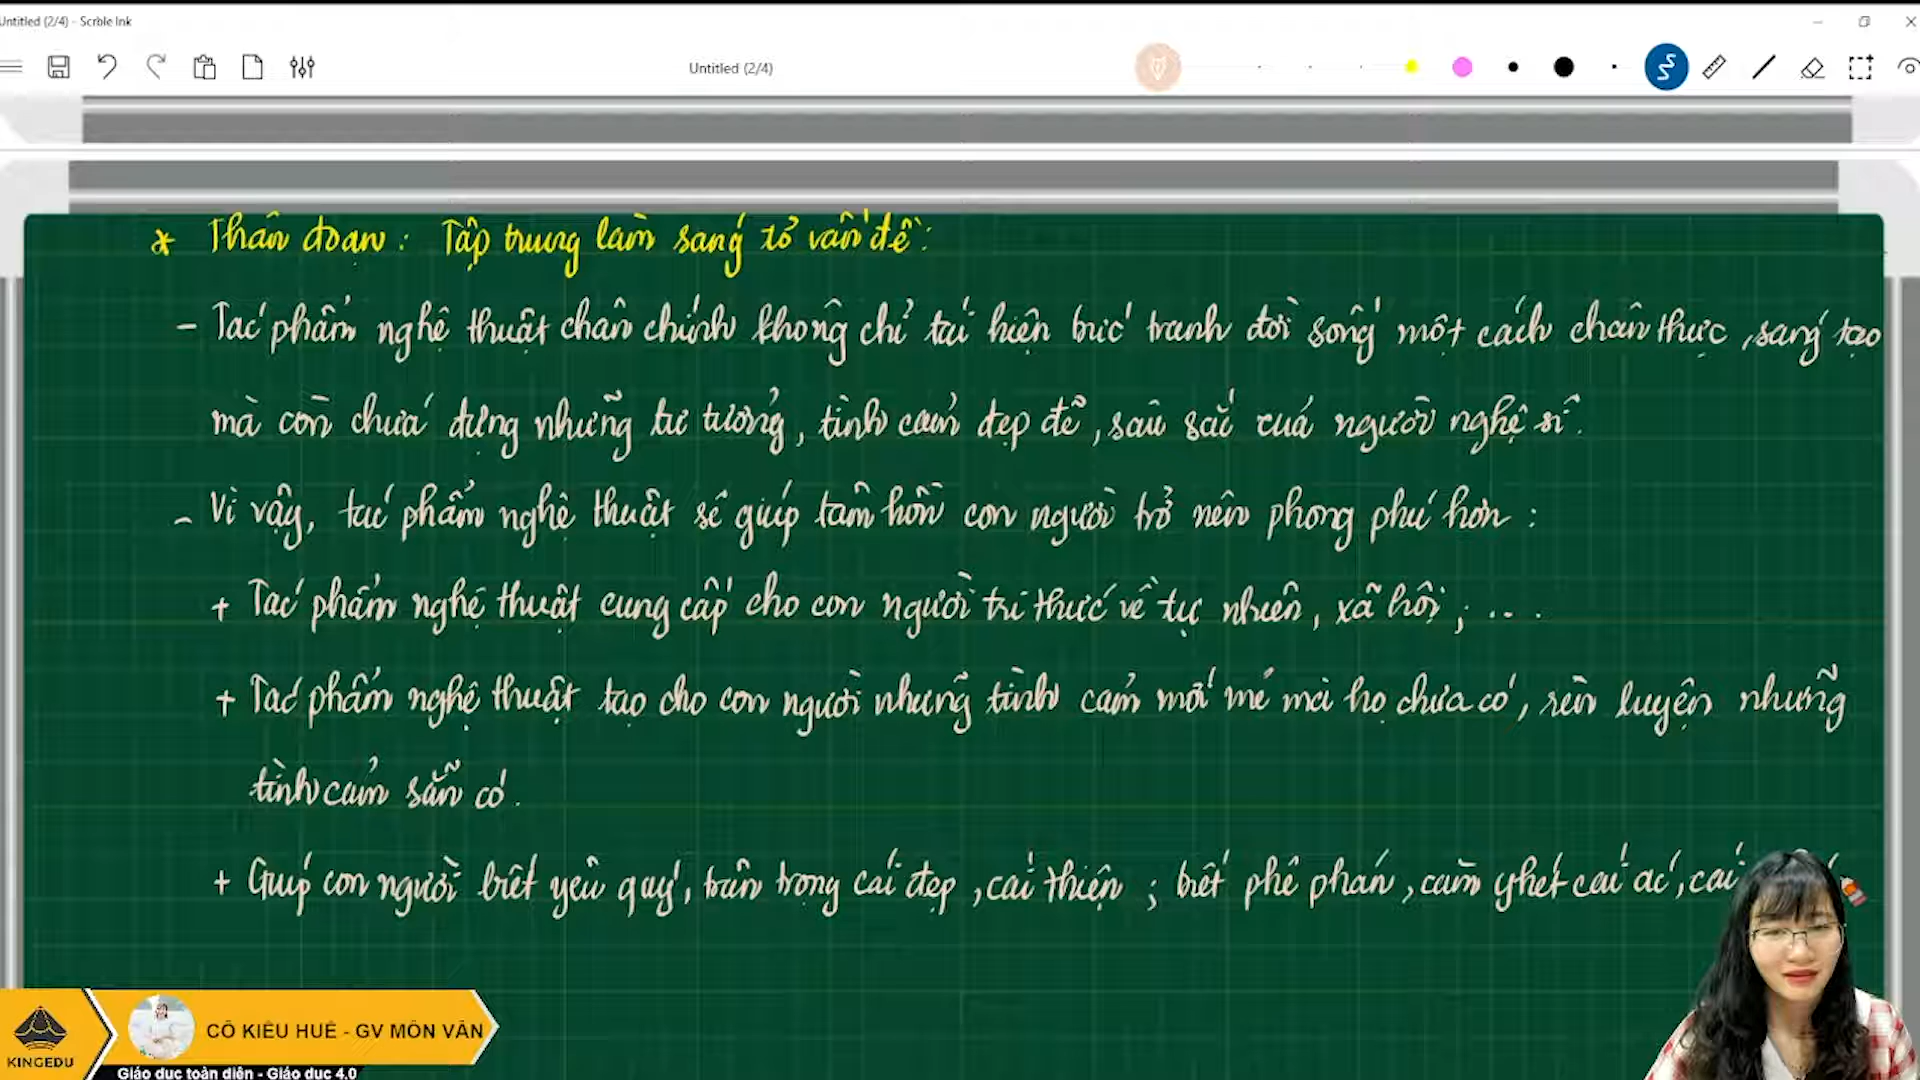 Untitled (2/4) - Scrble Ink
Untitled (2/4)
* Thân đoạn: Tập trung làm sáng tỏ vấn đề:
- Tác phẩm nghệ thuật chân chính không chỉ tái hiện bức tranh đời sống một cách chân thực, sáng tạo
mà còn chứa đựng những tư tưởng, tình cảm đẹp đẽ, sâu sắc của người nghệ sĩ.
- Vì vậy, tác phẩm nghệ thuật sẽ giúp tâm hồn con người trở nên phong phú hơn:
+ Tác phẩm nghệ thuật cung cấp cho con người tri thức về tự nhiên, xã hội; ...
+ Tác phẩm nghệ thuật tạo cho con người những tình cảm mới mẻ mà họ chưa có, rèn luyện những
tình cảm sẵn có.
+ Giúp con người biết yêu quý, trân trọng cái đẹp, cái thiện; biết phê phán, căm ghét cái ác, cái
CÔ KIỀU HUÊ - GV MÔN VĂN
KINGEDU
Giáo dục toàn diện - Giáo dục 4.0